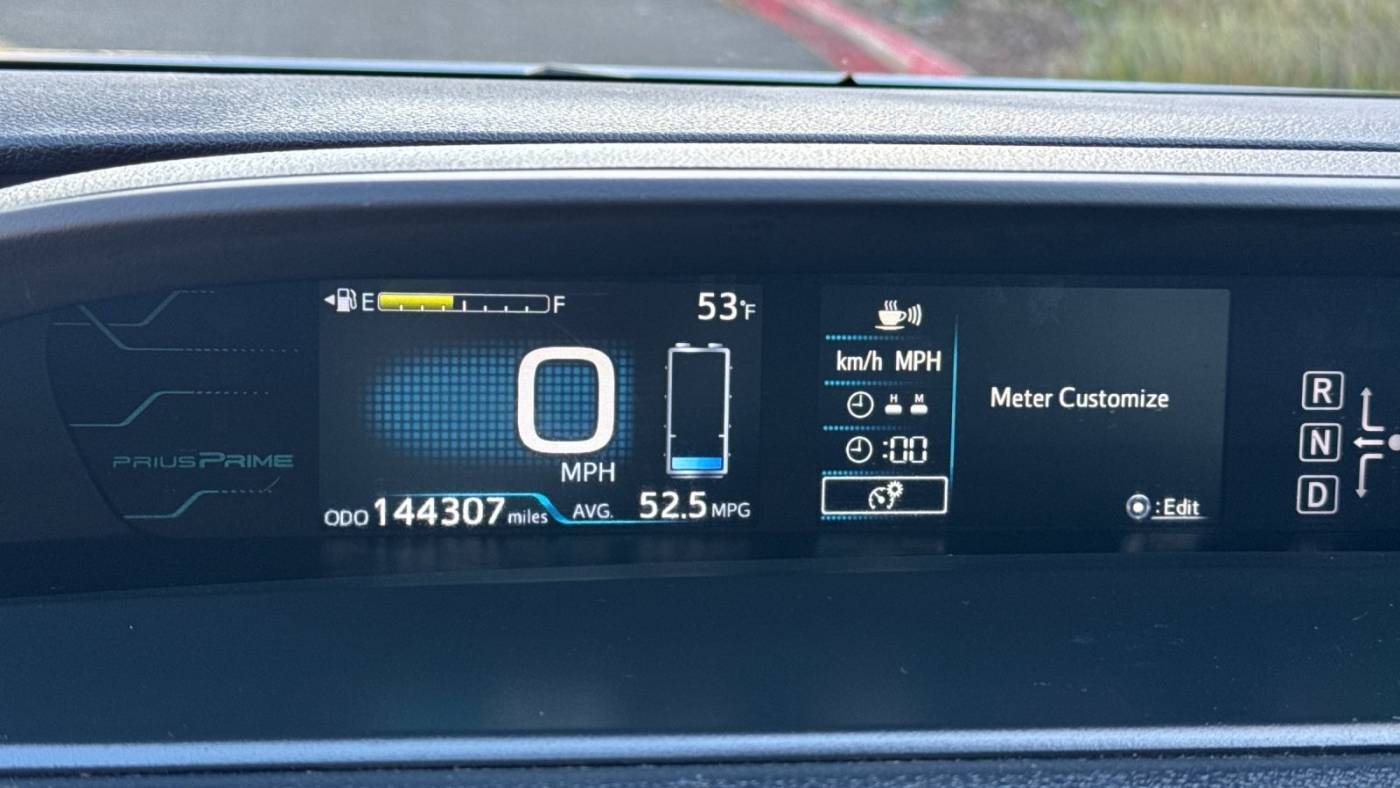 E F
53°F
0
MPH
PRIUS PRIME
ODO 144307 miles AVG. 52.5 MPG
km/h MPH
H M
:00
Meter Customize
:Edit
R
N
D